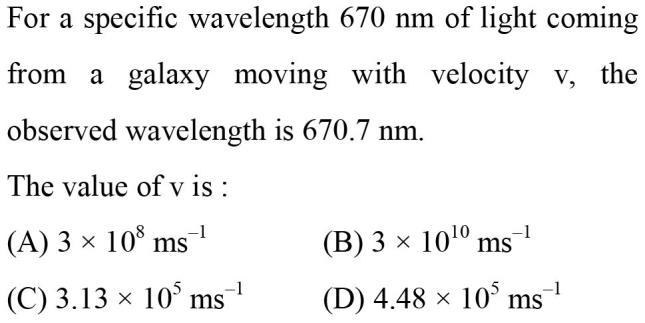 For a specific wavelength 670 nm of light coming
from a galaxy moving with velocity v, the
observed wavelength is 670.7 nm.
The value of v is :
(A) 3 × 10⁸ ms⁻¹ (B) 3 × 10¹⁰ ms⁻¹
(C) 3.13 × 10⁵ ms⁻¹ (D) 4.48 × 10⁵ ms⁻¹